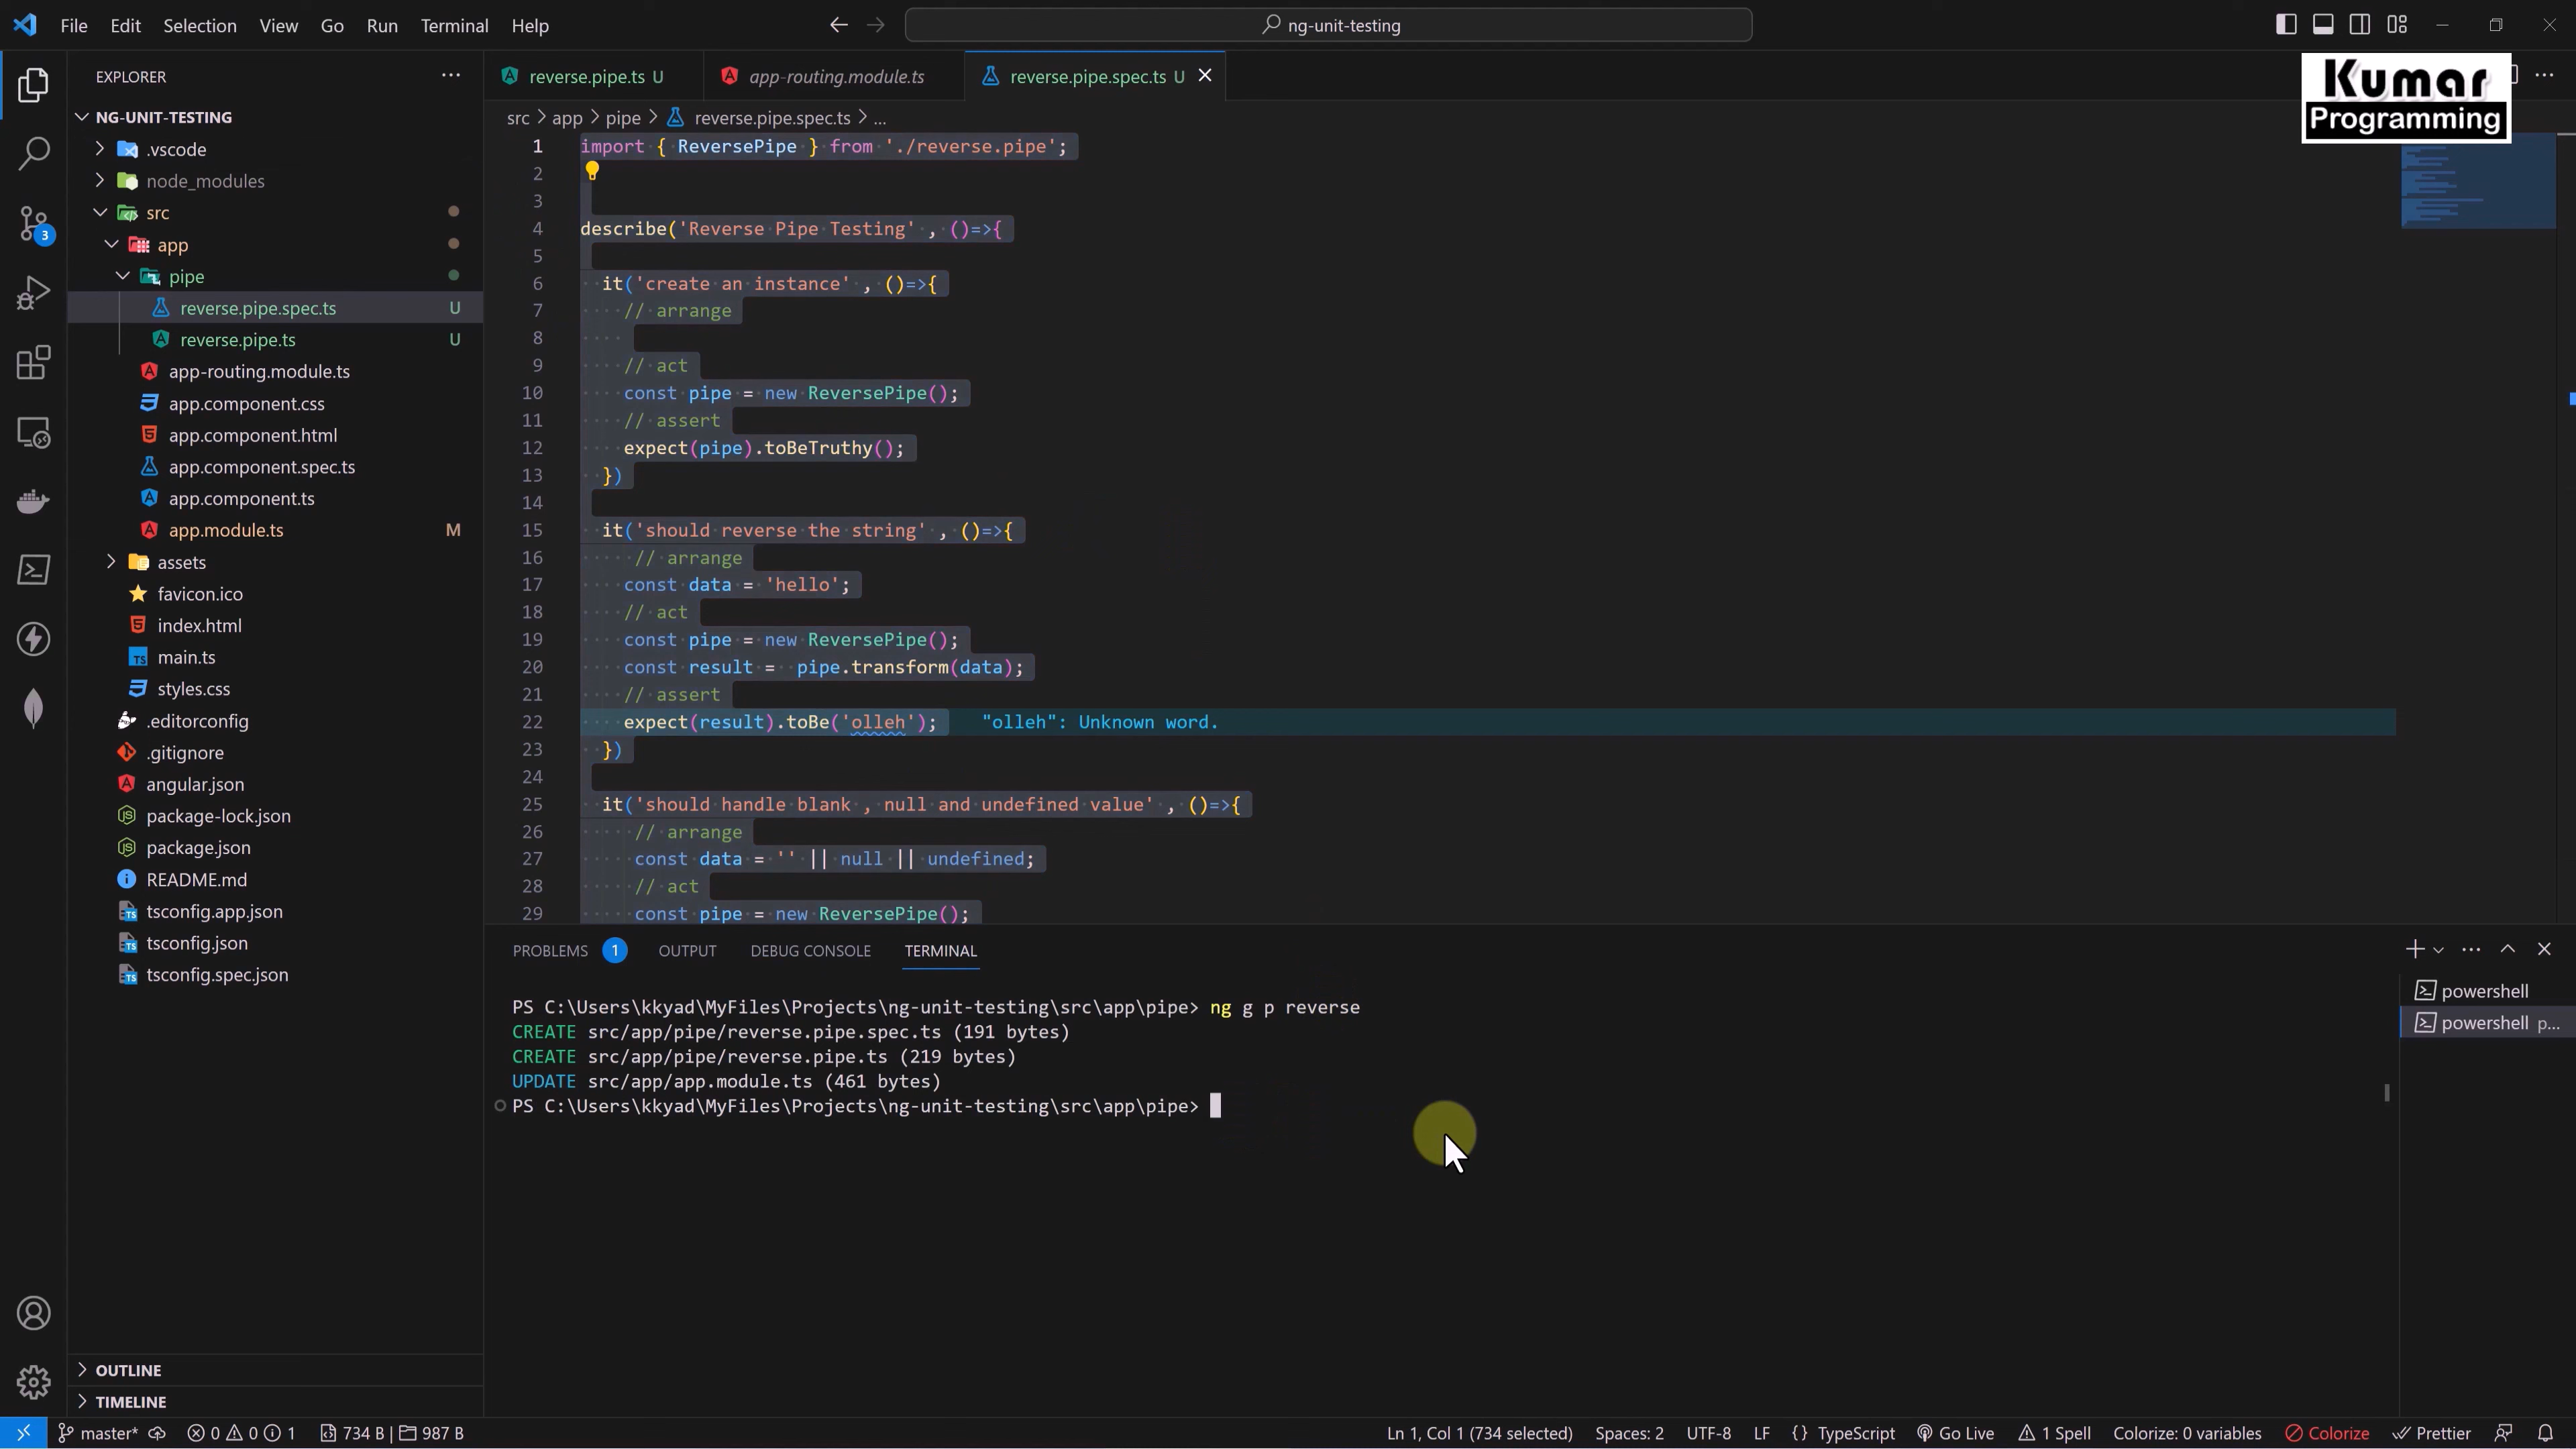 File Edit Selection View Go Run Terminal Help
ng-unit-testing
Kumar
Programming
EXPLORER
NG-UNIT-TESTING
.vscode
node_modules
src
app
pipe
reverse.pipe.spec.ts U
reverse.pipe.ts U
app-routing.module.ts
app.component.css
app.component.html
app.component.spec.ts
app.component.ts
app.module.ts M
assets
favicon.ico
index.html
main.ts
styles.css
.editorconfig
.gitignore
angular.json
package-lock.json
package.json
README.md
tsconfig.app.json
tsconfig.json
tsconfig.spec.json
OUTLINE
TIMELINE
3
reverse.pipe.ts U app-routing.module.ts reverse.pipe.spec.ts U
src > app > pipe > reverse.pipe.spec.ts > ...
1 import { ReversePipe } from './reverse.pipe';
2
3
4 describe('Reverse Pipe Testing' , ()=>{
5
6 it('create an instance' , ()=>{
7 // arrange
8
9 // act
10 const pipe = new ReversePipe();
11 // assert
12 expect(pipe).toBeTruthy();
13 })
14
15 it('should reverse the string' , ()=>{
16 // arrange
17 const data = 'hello';
18 // act
19 const pipe = new ReversePipe();
20 const result = pipe.transform(data);
21 // assert
22 expect(result).toBe('olleh'); "olleh": Unknown word.
23 })
24
25 it('should handle blank , null and undefined value' , ()=>{
26 // arrange
27 const data = '' || null || undefined;
28 // act
29 const pipe = new ReversePipe();
PROBLEMS 1 OUTPUT DEBUG CONSOLE TERMINAL
PS C:\Users\kkyad\MyFiles\Projects\ng-unit-testing\src\app\pipe> ng g p reverse
CREATE src/app/pipe/reverse.pipe.spec.ts (191 bytes)
CREATE src/app/pipe/reverse.pipe.ts (219 bytes)
UPDATE src/app/app.module.ts (461 bytes)
PS C:\Users\kkyad\MyFiles\Projects\ng-unit-testing\src\app\pipe>
powershell
powershell p...
master* 0 0 1 734 B | 987 B Ln 1, Col 1 (734 selected) Spaces: 2 UTF-8 LF {} TypeScript Go Live 1 Spell Colorize: 0 variables Colorize Prettier